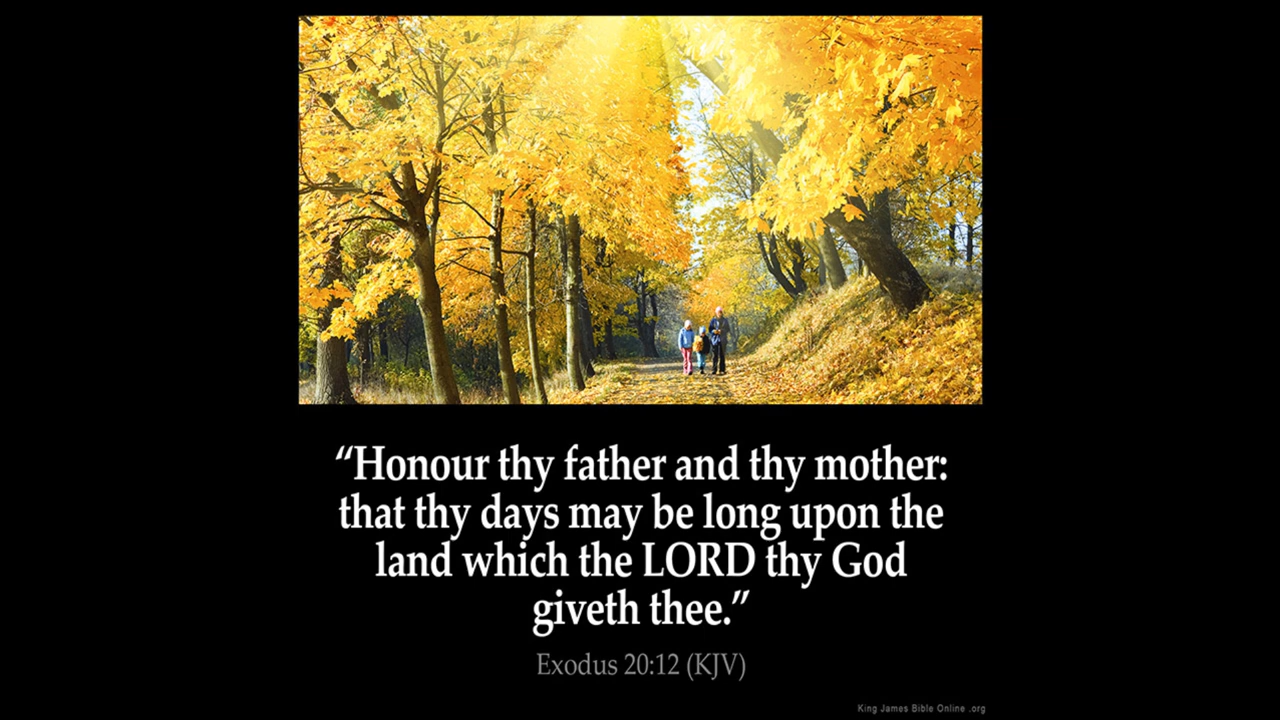 “Honour thy father and thy mother:
that thy days may be long upon the
land which the LORD thy God
giveth thee.”
Exodus 20:12 (KJV)
King James Bible Online .org